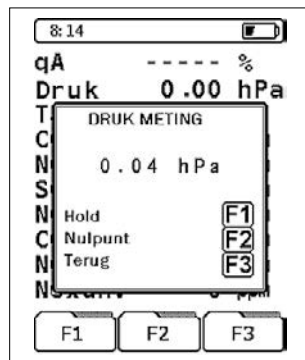 8:14
qA - - - - - %
Druk 0.00 hPa
T
C
N
S
N
C
N
DRUK METING
0.04 hPa
Hold F1
Nulpunt F2
Terug F3
F1 F2 F3